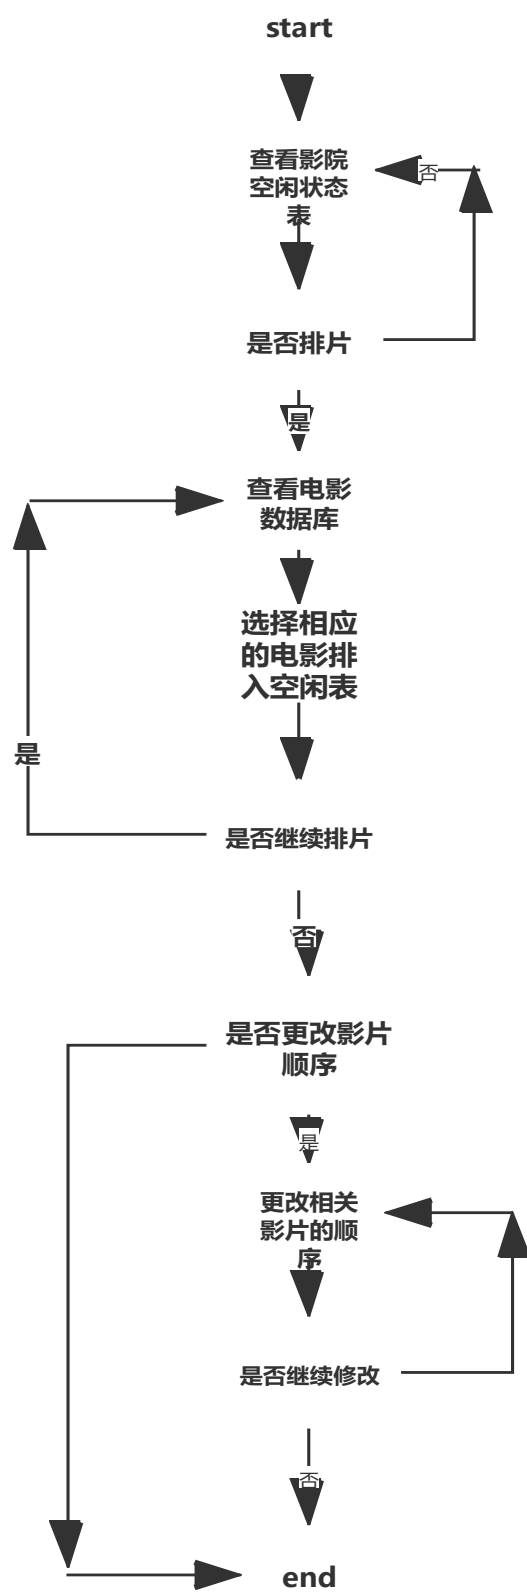 start
查看影院
空闲状态
表
否
是否排片
是
查看电影
数据库
选择相应
的电影排
入空闲表
是
是否继续排片
否
是否更改影片
顺序
是
更改相关
影片的顺
序
是否继续修改
否
end